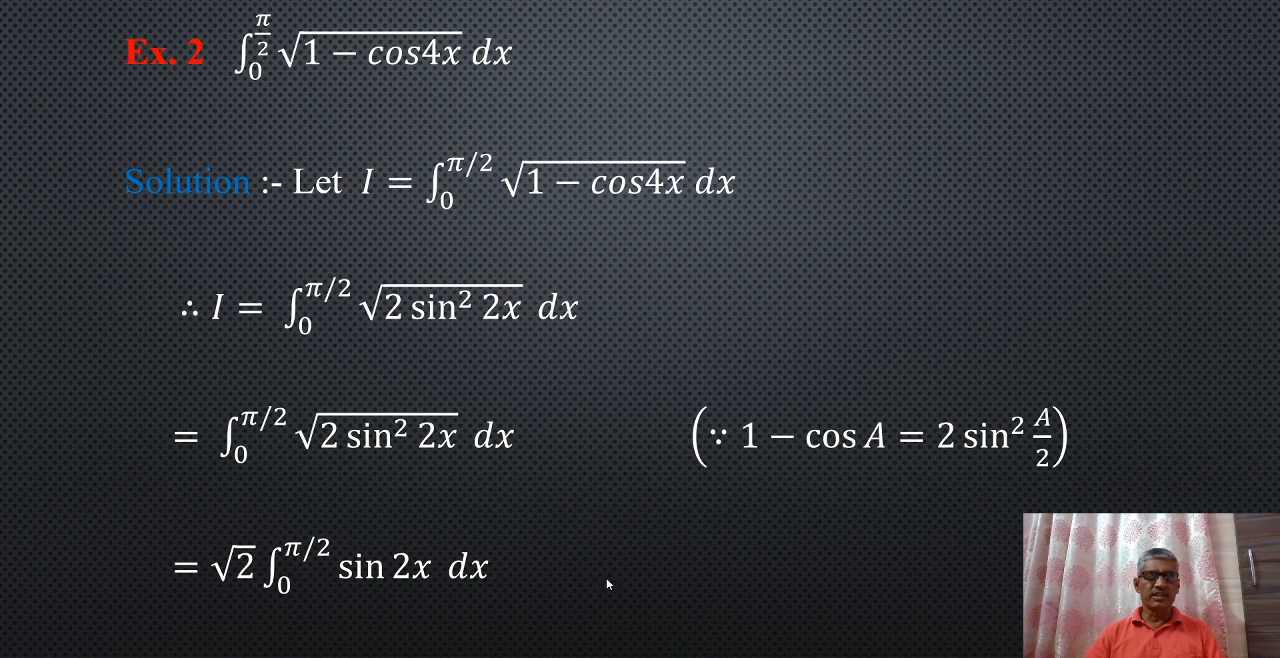 Ex. 2 ∫₀^(π/2) √(1 − cos4x) dx
Solution :- Let I = ∫₀^(π/2) √(1 − cos4x) dx
∴ I = ∫₀^(π/2) √(2 sin² 2x) dx
= ∫₀^(π/2) √(2 sin² 2x) dx (∵ 1 − cos A = 2 sin² A/2)
= √2 ∫₀^(π/2) sin 2x dx